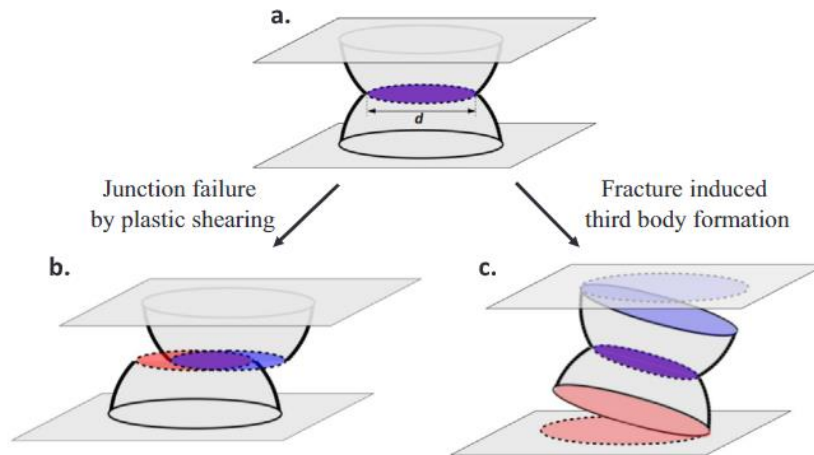 a.
d
Junction failure
by plastic shearing
Fracture induced
third body formation
b.
c.